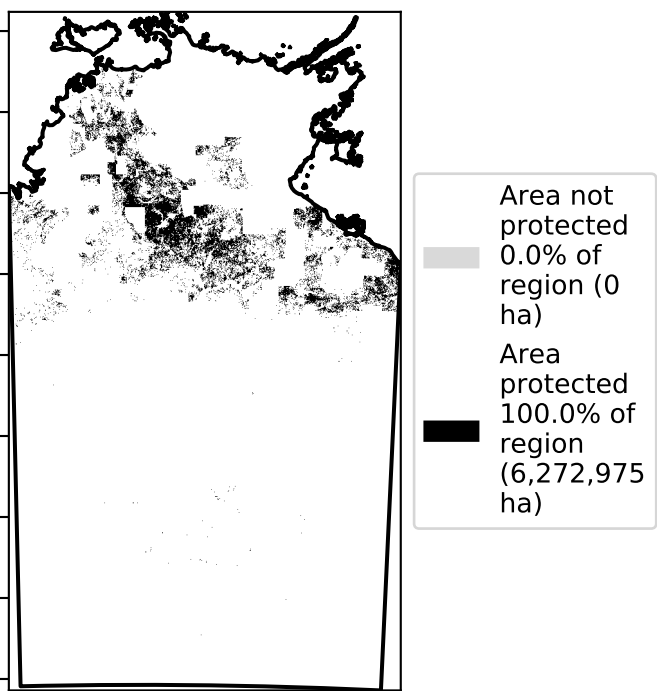 Area not
protected
0.0% of
region (0
ha)
Area
protected
100.0% of
region
(6,272,975
ha)